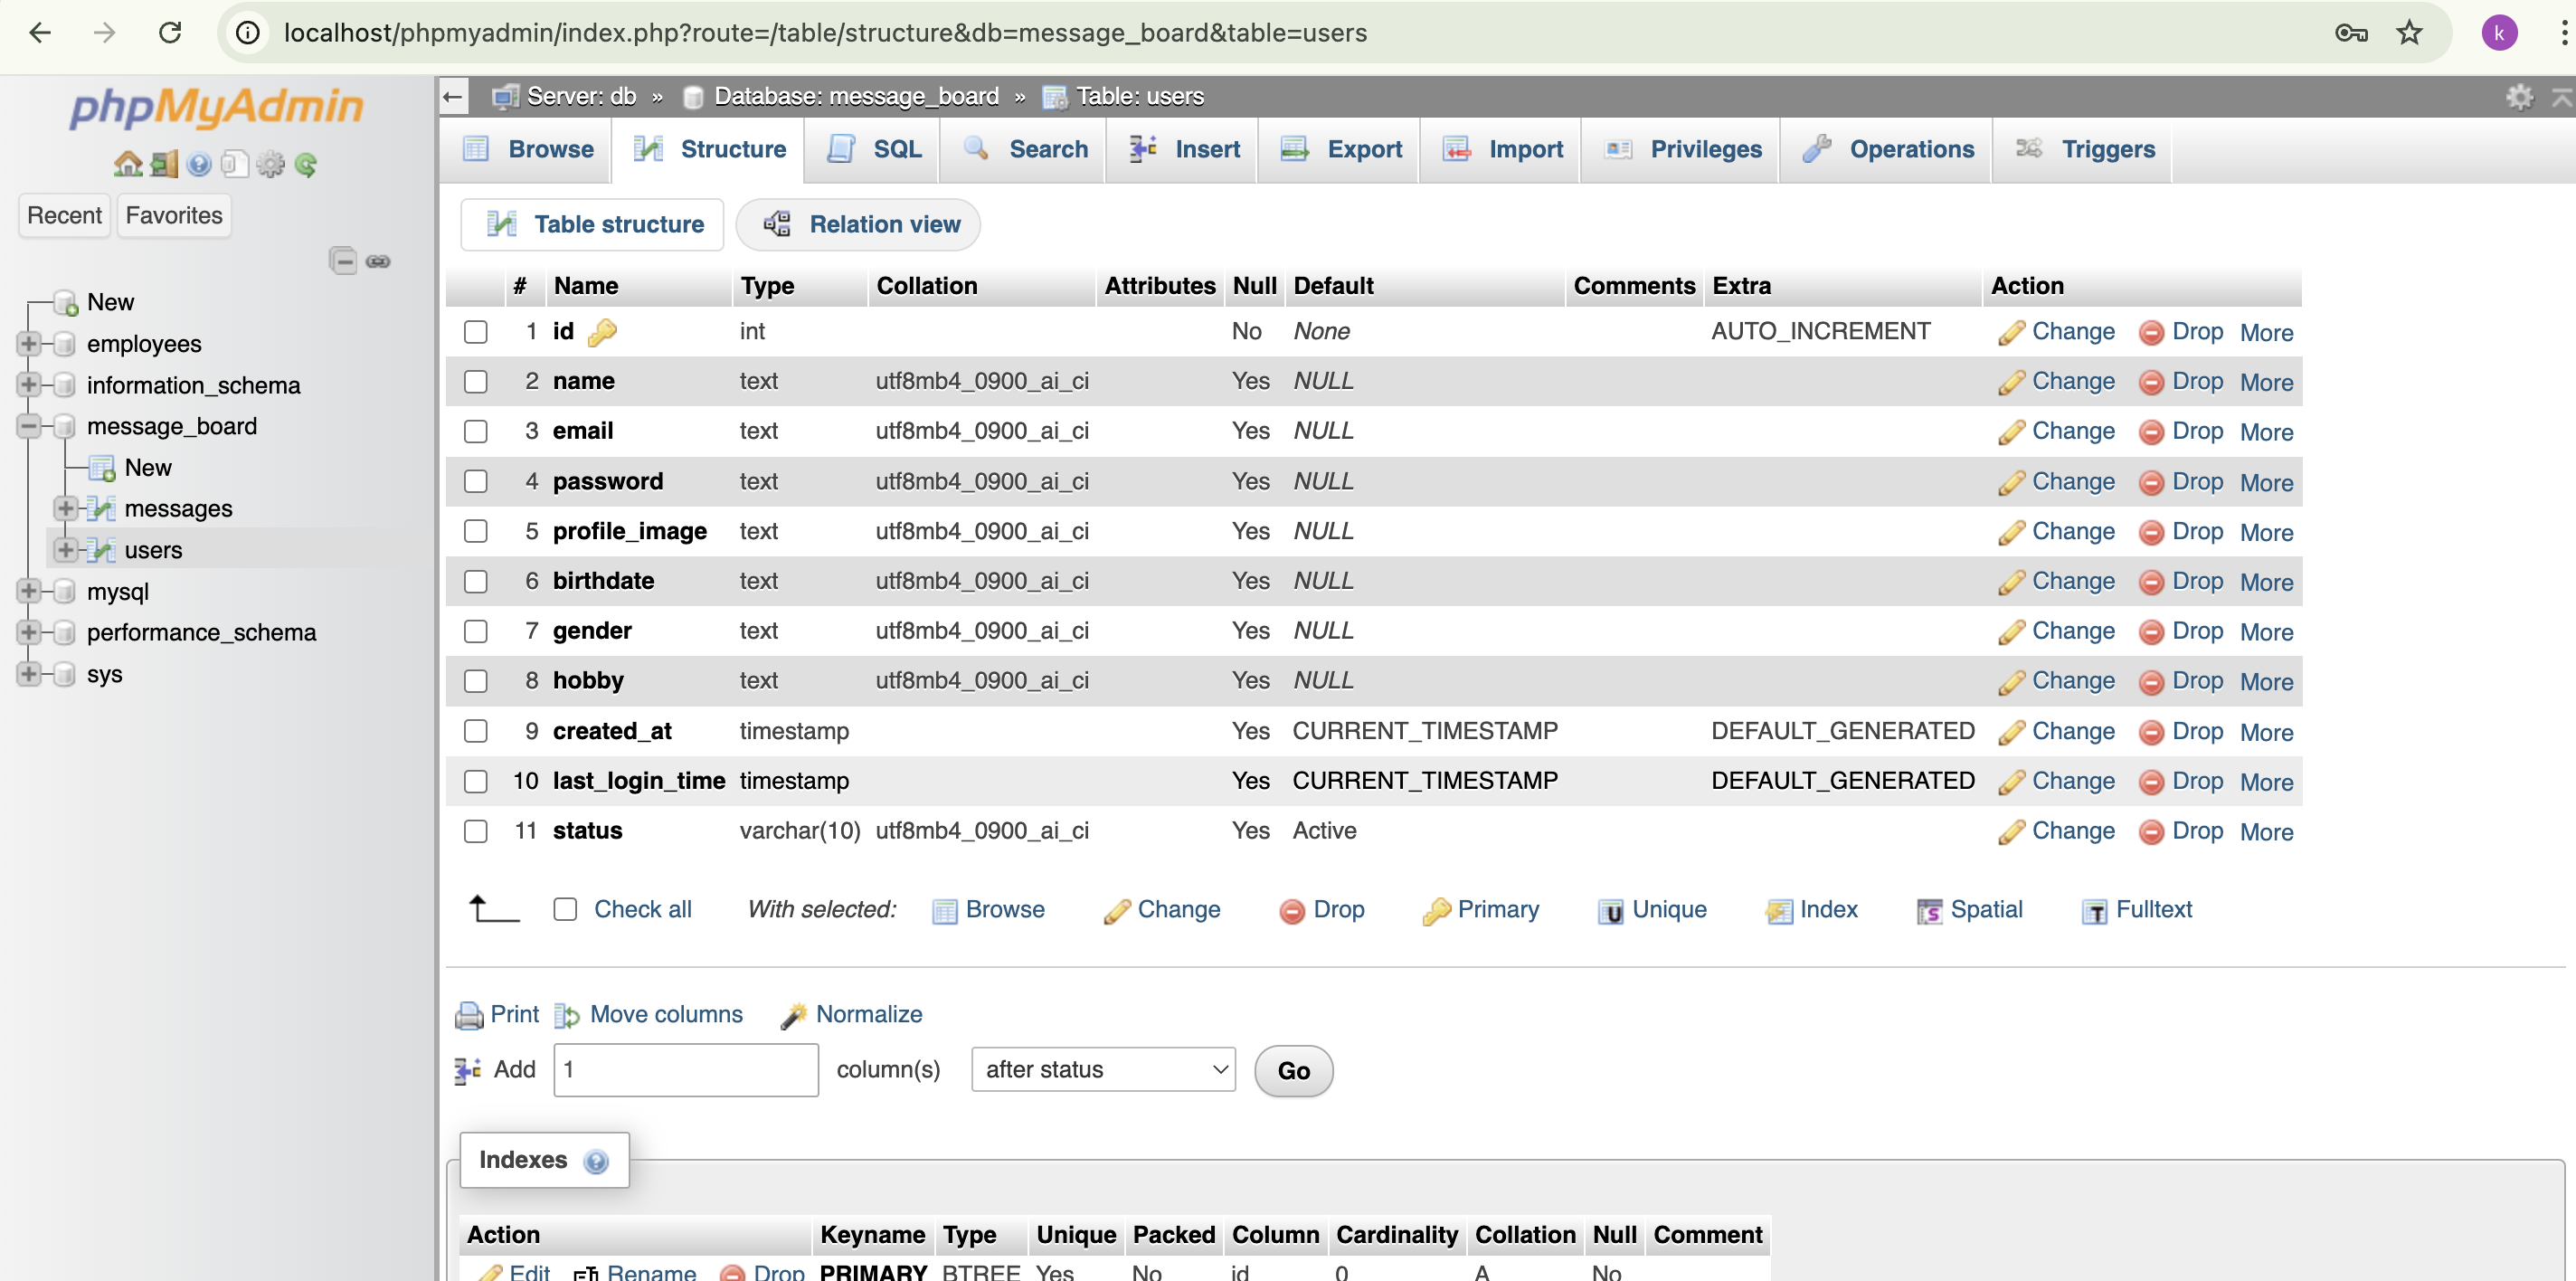 localhost/phpmyadmin/index.php?route=/table/structure&db=message_board&table=users
k
phpMyAdmin
Recent Favorites
New
employees
information_schema
message_board
New
messages
users
mysql
performance_schema
sys
Server: db » Database: message_board » Table: users
Browse Structure SQL Search Insert Export Import Privileges Operations Triggers
Table structure Relation view
# Name Type Collation Attributes Null Default Comments Extra Action
1 id int No None AUTO_INCREMENT Change Drop More
2 name text utf8mb4_0900_ai_ci Yes NULL Change Drop More
3 email text utf8mb4_0900_ai_ci Yes NULL Change Drop More
4 password text utf8mb4_0900_ai_ci Yes NULL Change Drop More
5 profile_image text utf8mb4_0900_ai_ci Yes NULL Change Drop More
6 birthdate text utf8mb4_0900_ai_ci Yes NULL Change Drop More
7 gender text utf8mb4_0900_ai_ci Yes NULL Change Drop More
8 hobby text utf8mb4_0900_ai_ci Yes NULL Change Drop More
9 created_at timestamp Yes CURRENT_TIMESTAMP DEFAULT_GENERATED Change Drop More
10 last_login_time timestamp Yes CURRENT_TIMESTAMP DEFAULT_GENERATED Change Drop More
11 status varchar(10) utf8mb4_0900_ai_ci Yes Active Change Drop More
Check all With selected: Browse Change Drop Primary Unique Index Spatial Fulltext
Print Move columns Normalize
Add 1 column(s) after status Go
Indexes
Action Keyname Type Unique Packed Column Cardinality Collation Null Comment
Edit Rename Drop PRIMARY BTREE Yes No id 0 A No